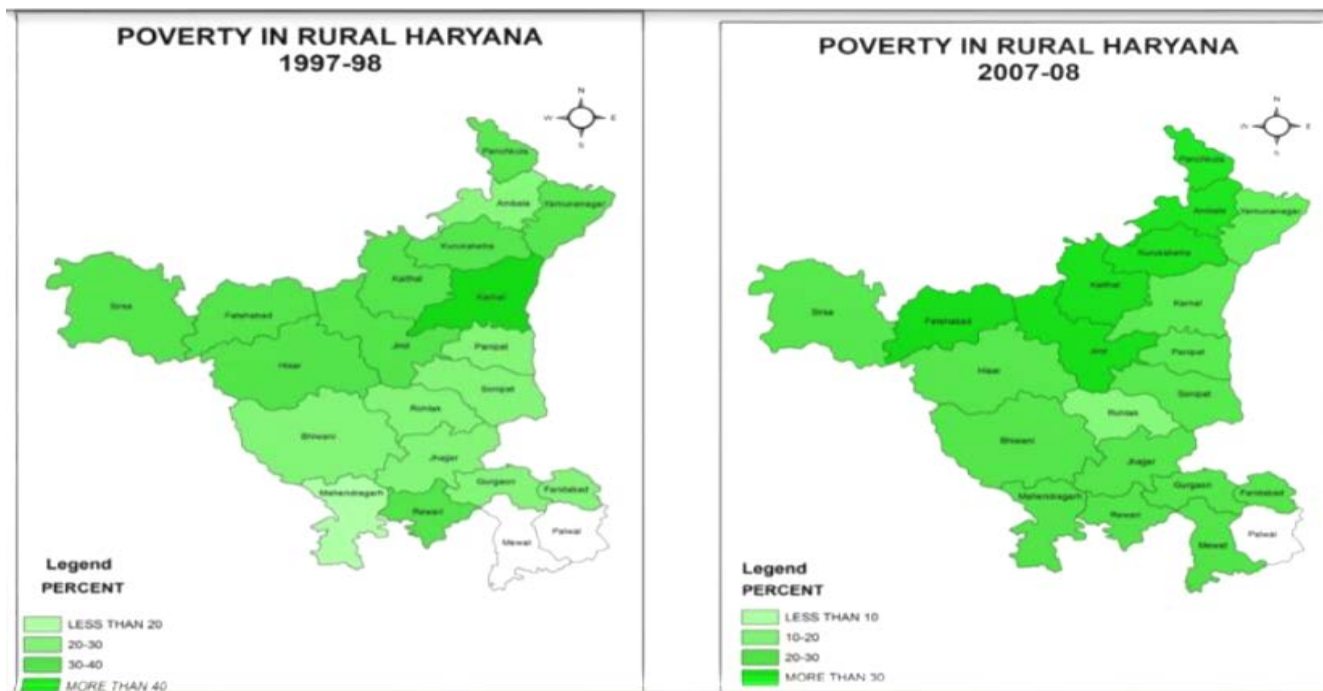 POVERTY IN RURAL HARYANA
1997-98
N
W
E
S
Panchkula
Ambala
Yamunanagar
Kurukshetra
Kaithal
Karnal
Sirsa
Fatehabad
Jind
Hisar
Panipat
Sonipat
Rohtak
Bhiwani
Jhajjar
Mahendragarh
Gurgaon
Faridabad
Rewari
Mewat
Palwal
Legend
PERCENT
LESS THAN 20
20-30
30-40
MORE THAN 40
POVERTY IN RURAL HARYANA
2007-08
N
W
E
S
Panchkula
Ambala
Yamunanagar
Kurukshetra
Kaithal
Karnal
Sirsa
Fatehabad
Jind
Panipat
Hisar
Sonipat
Rohtak
Bhiwani
Jhajjar
Mahendragarh
Gurgaon
Faridabad
Rewari
Palwal
Mewat
Legend
PERCENT
LESS THAN 10
10-20
20-30
MORE THAN 30